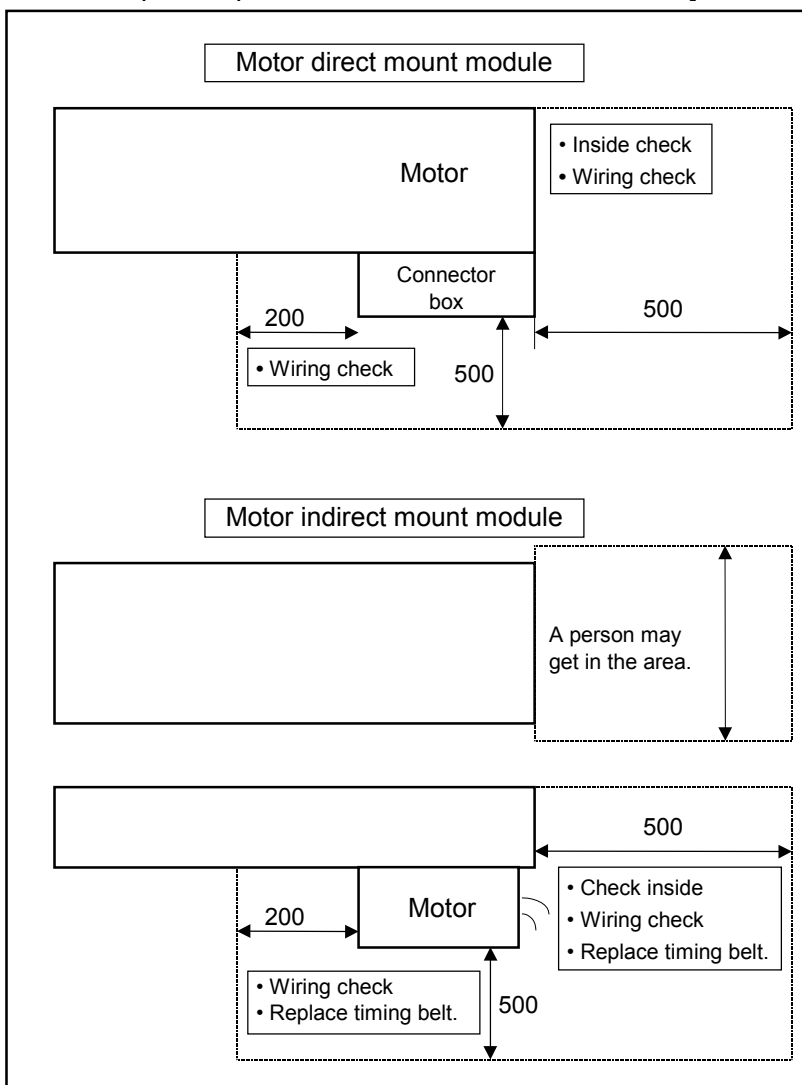 Motor direct mount module
Motor
• Inside check
• Wiring check
Connector
box
200
500
• Wiring check
500
Motor indirect mount module
A person may
get in the area.
500
Motor
• Check inside
• Wiring check
• Replace timing belt.
200
• Wiring check
• Replace timing belt.
500